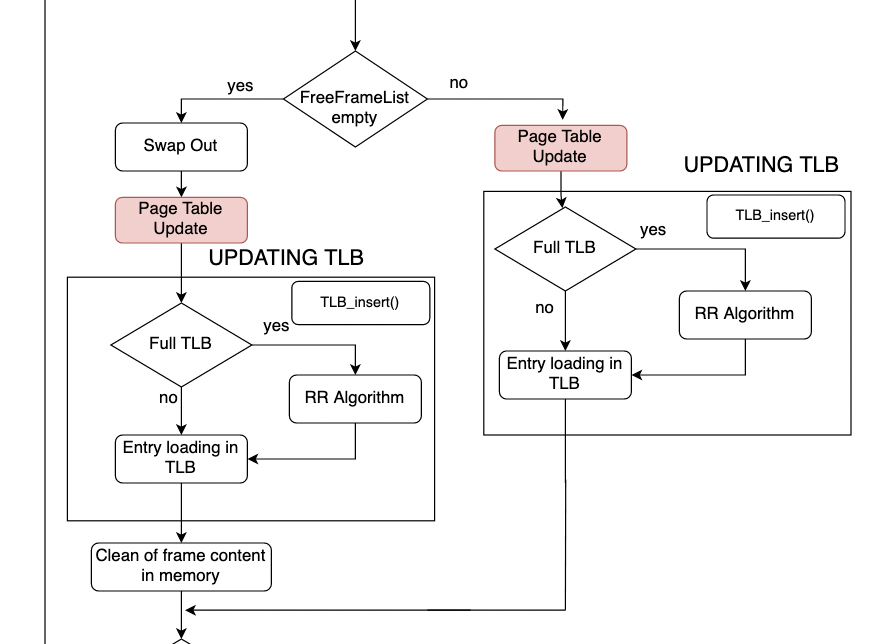 yes
FreeFrameList
empty
no
Swap Out
Page Table
Update
Page Table
Update
UPDATING TLB
TLB_insert()
Full TLB
yes
no
RR Algorithm
Entry loading in
TLB
UPDATING TLB
TLB_insert()
Full TLB
yes
no
RR Algorithm
Entry loading in
TLB
Clean of frame content
in memory